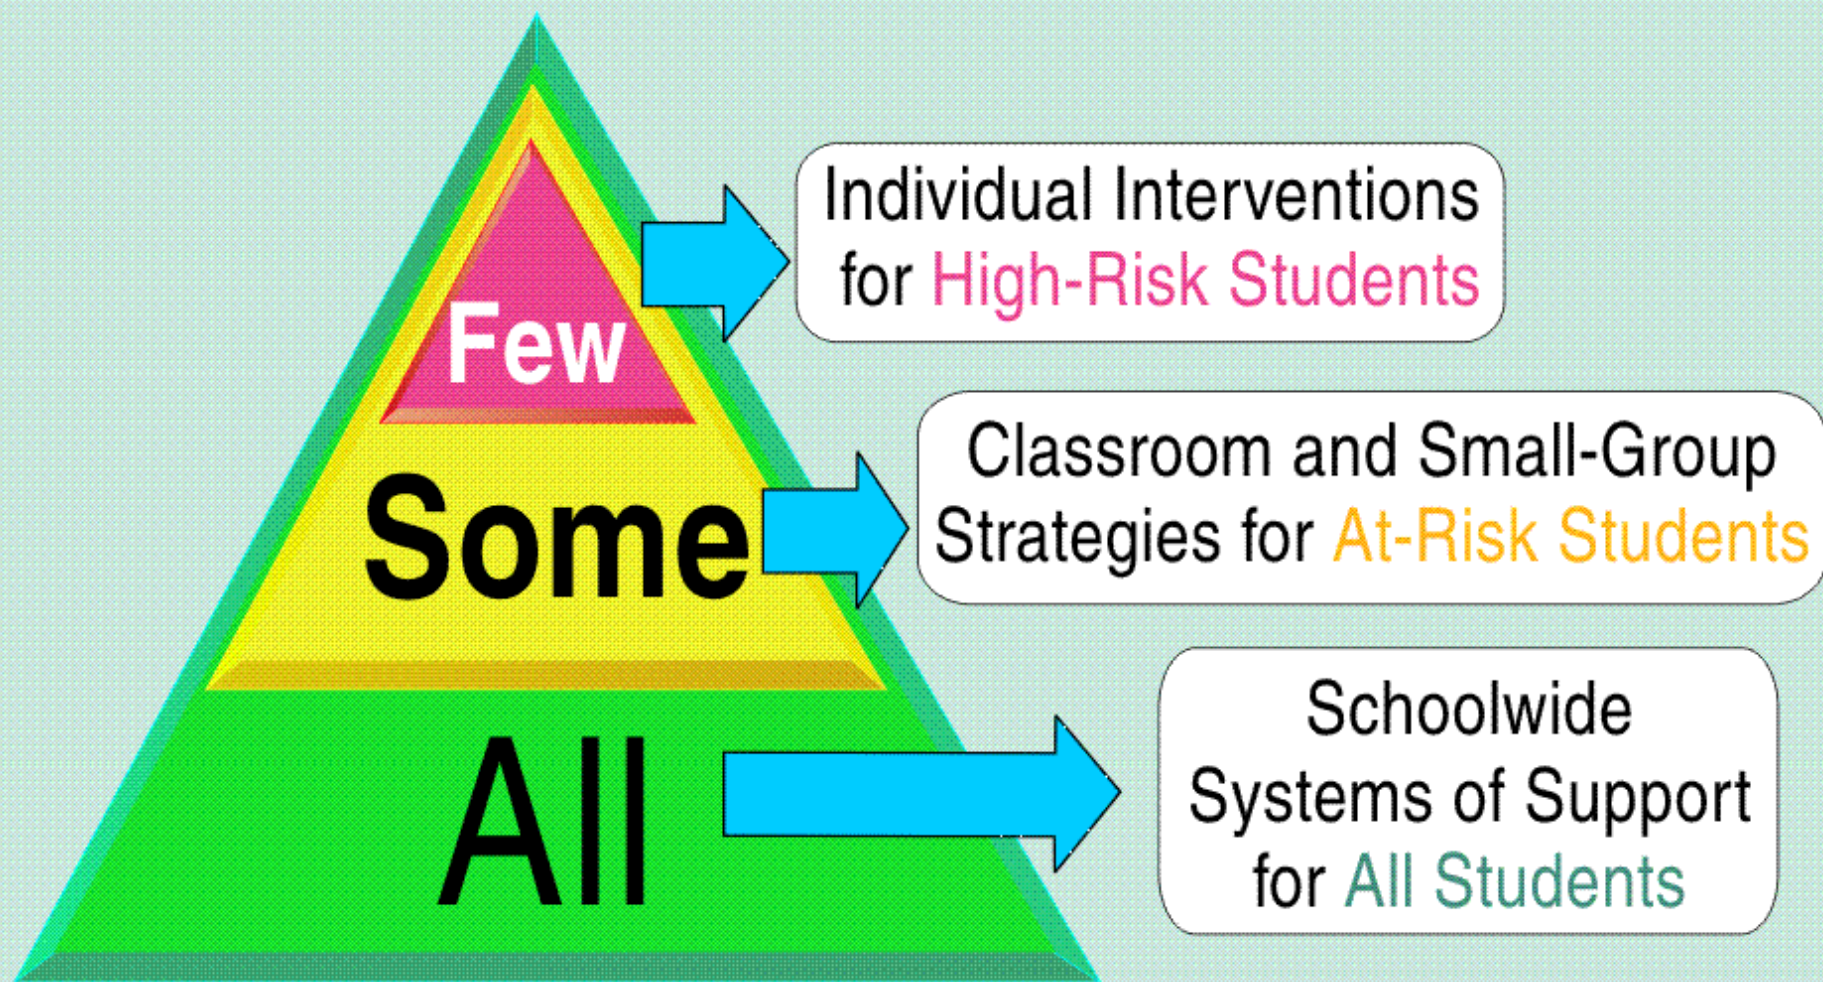 Few
Individual Interventions
for High-Risk Students
Some
Classroom and Small-Group
Strategies for At-Risk Students
All
Schoolwide
Systems of Support
for All Students